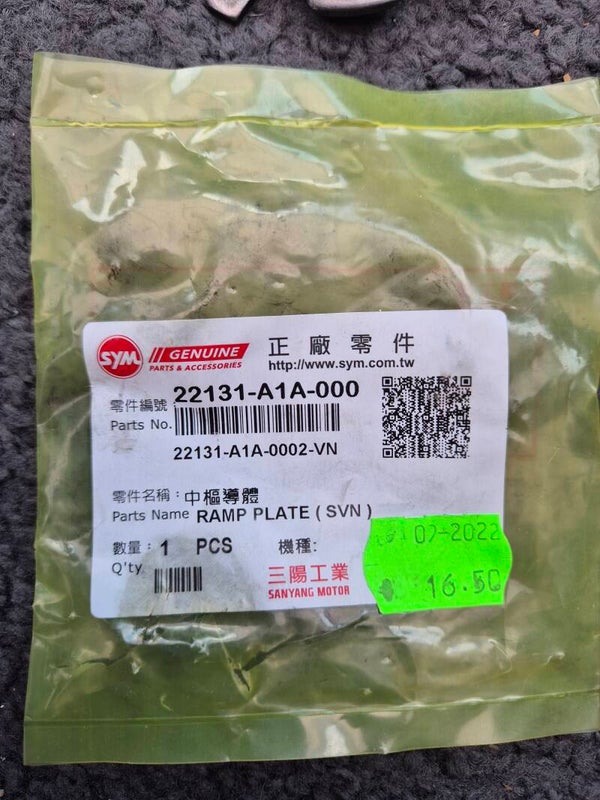 SYM
GENUINE
PARTS & ACCESSORIES
正廠零件
http://www.sym.com.tw
零件編號
Parts No.
22131-A1A-000
22131-A1A-0002-VN
零件名稱：中樞導體
Parts Name RAMP PLATE ( SVN )
數量：1 PCS 機種:
Q'ty
三陽工業
SANYANG MOTOR
07-2022
16.50